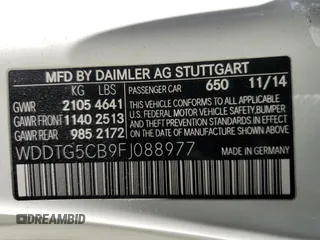 MFD BY DAIMLER AG STUTTGART
KG LBS
GVWR 2105 4641
GAWR FRONT 1140 2513
GAWR REAR 985 2172
PASSENGER CAR 650 11/14
THIS VEHICLE CONFORMS TO ALL APPLICABLE
U.S. FEDERAL MOTOR VEHICLE SAFETY,
BUMPER, AND THEFT PREVENTION
STANDARDS IN EFFECT ON THE DATE OF
MANUFACTURE SHOWN ABOVE.
WDDTG5CB9FJ088977
MADE IN GERMANY
DREAMBID